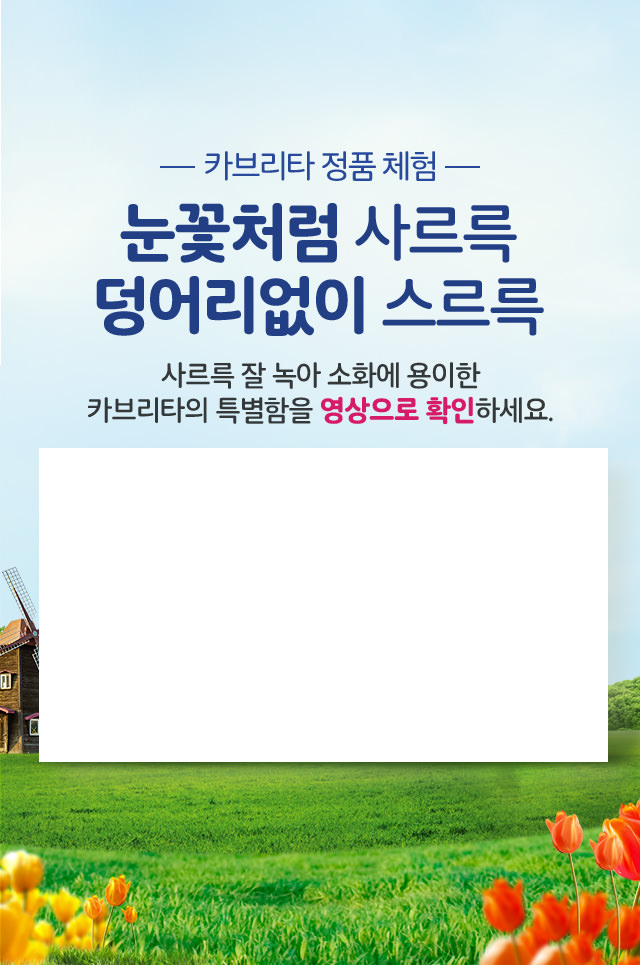 카브리타 정품 체험
눈꽃처럼 사르륵
덩어리없이 스르륵
사르륵 잘 녹아 소화에 용이한
카브리타의 특별함을 영상으로 확인하세요.